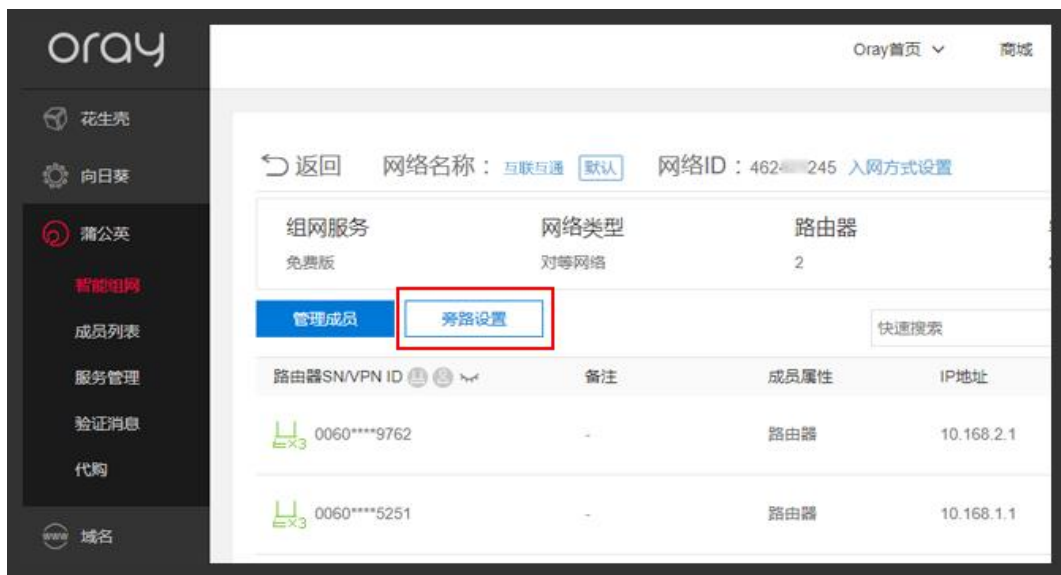 oray
Oray首页 商城
花生壳
向日葵
蒲公英
智能组网
成员列表
服务管理
验证消息
代购
域名
返回 网络名称： 互联互通 默认 网络ID：462 245 入网方式设置
组网服务 网络类型 路由器
免费版 对等网络 2
管理成员 旁路设置 快速搜索
路由器SN/VPN ID 备注 成员属性 IP地址
×3 0060****9762 - 路由器 10.168.2.1
×3 0060****5251 - 路由器 10.168.1.1